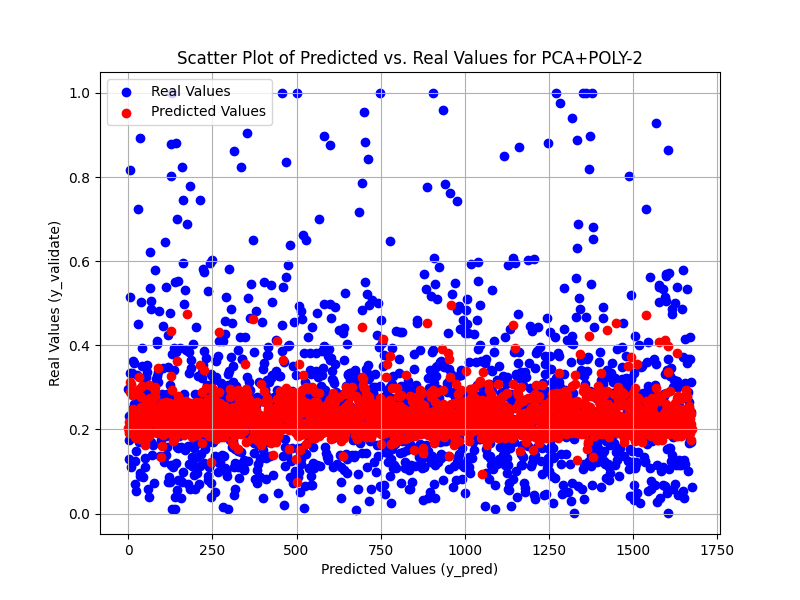 Scatter Plot of Predicted vs. Real Values for PCA+POLY-2
Real Values
Predicted Values
1.0
0.8
0.6
0.4
0.2
0.0
Real Values (y_validate)
0
250
500
750
1000
1250
1500
1750
Predicted Values (y_pred)